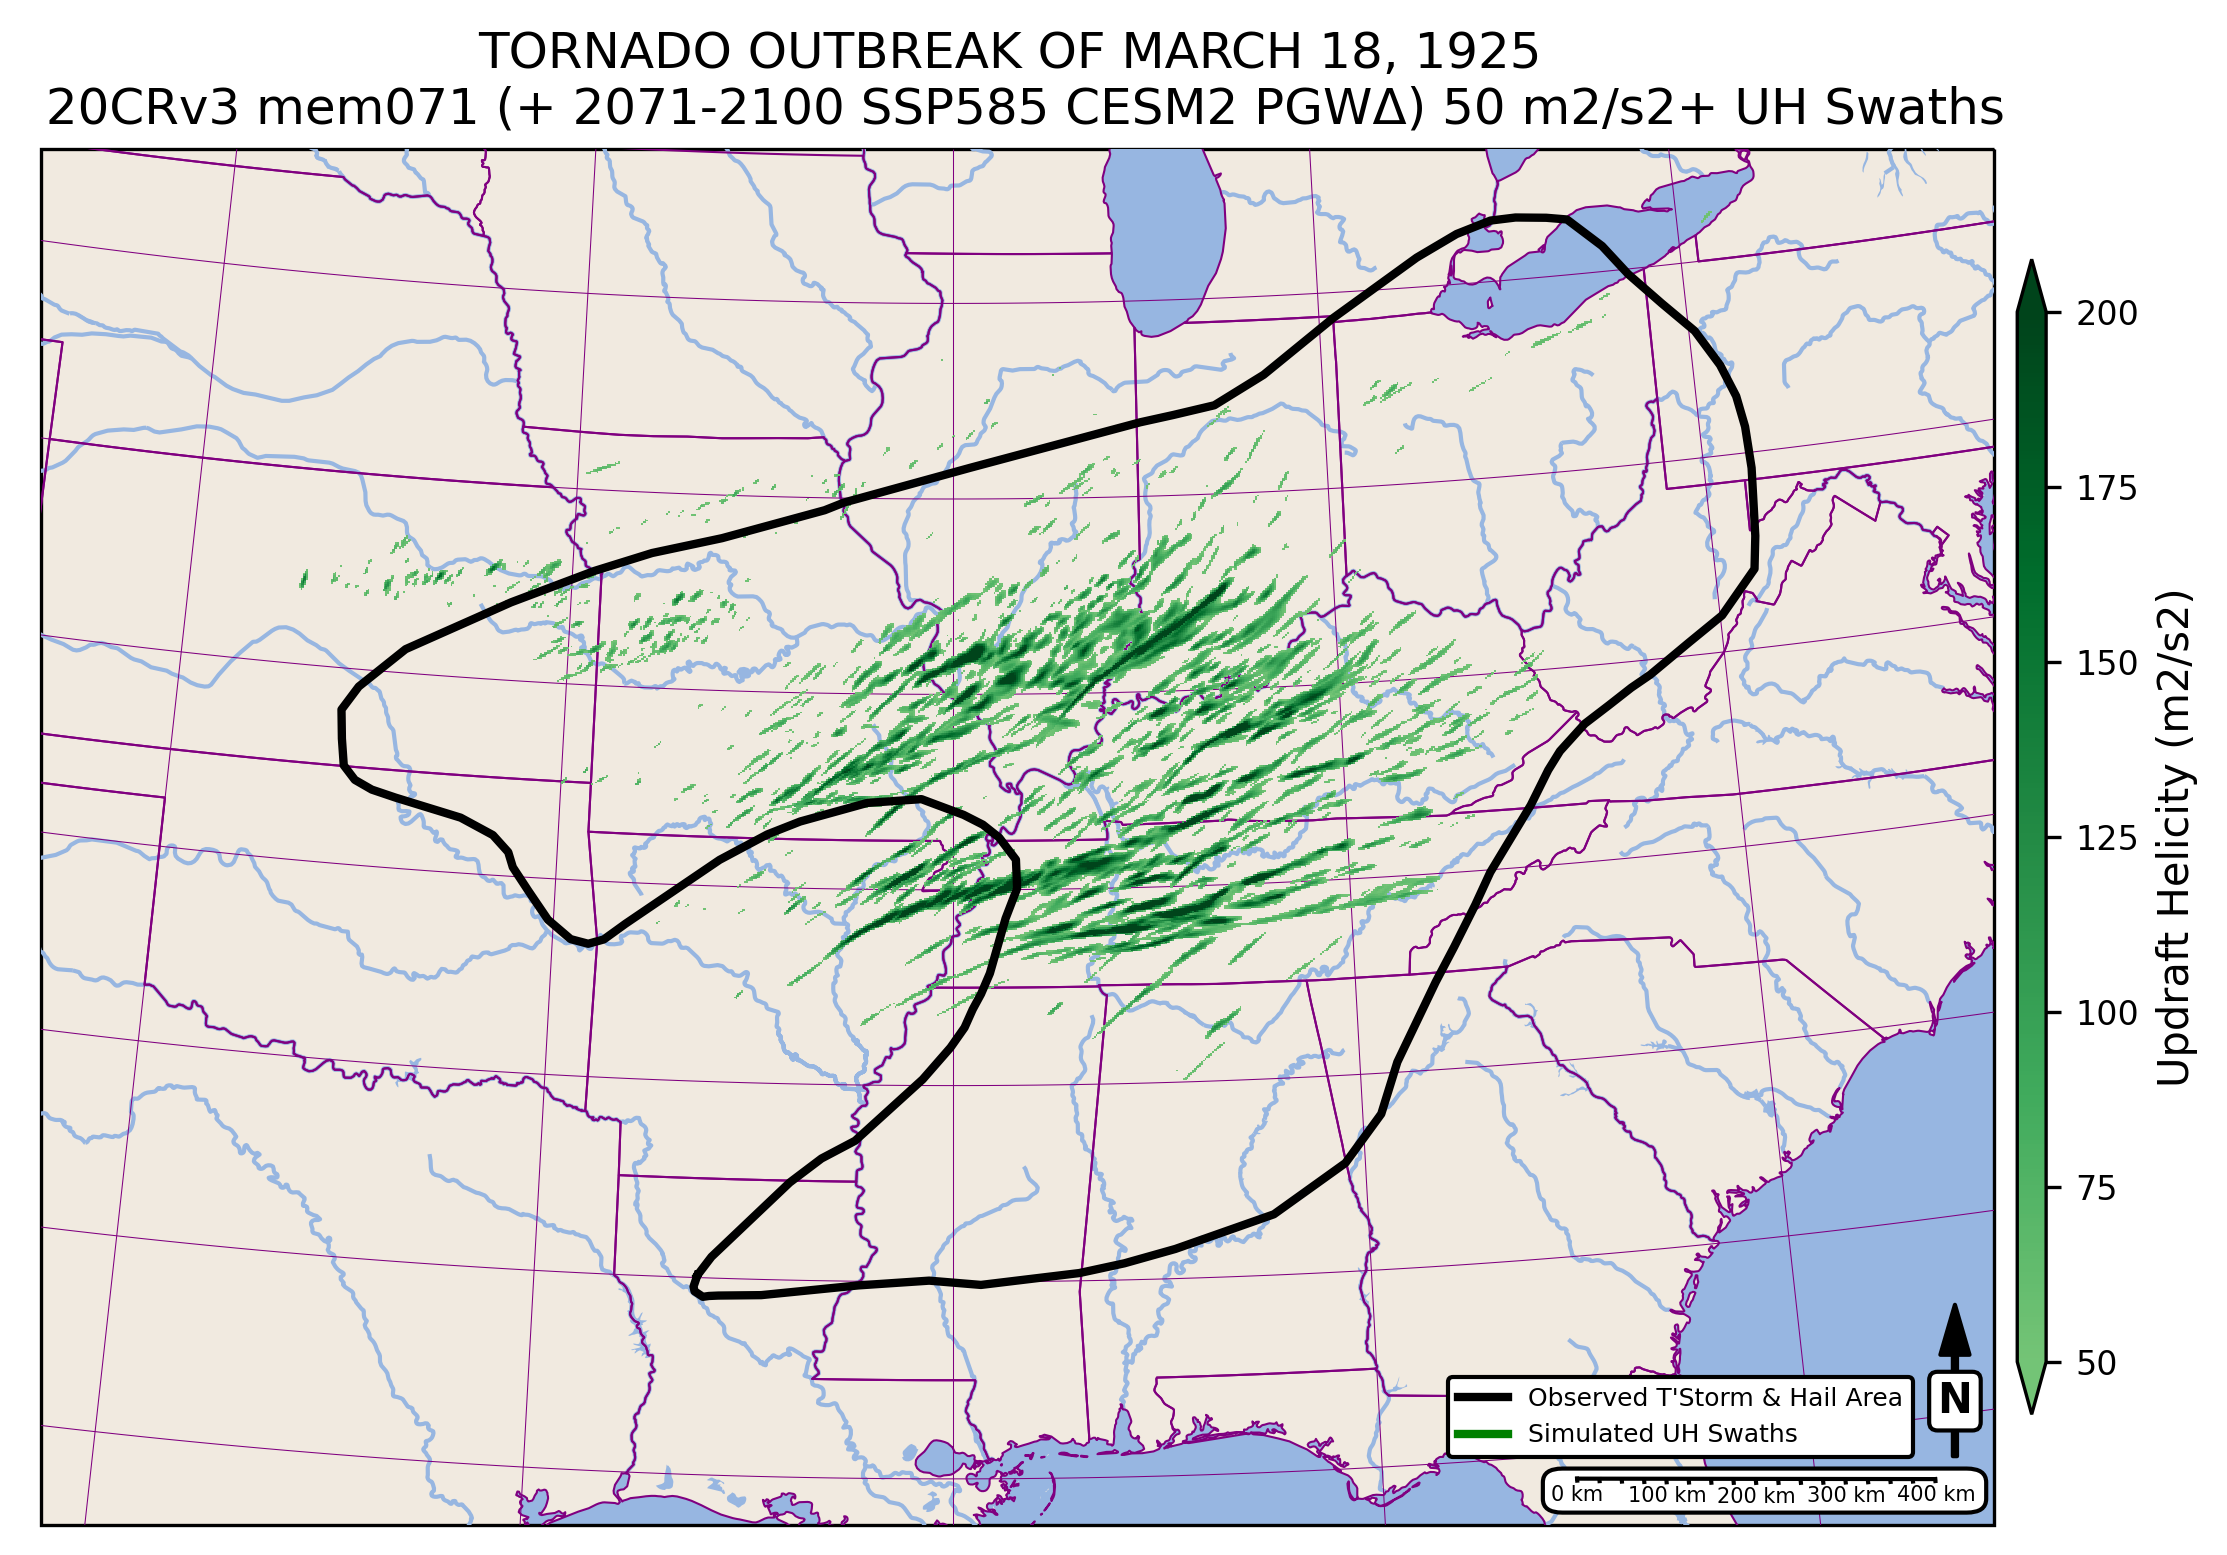 TORNADO OUTBREAK OF MARCH 18, 1925
20CRv3 mem071 (+ 2071-2100 SSP585 CESM2 PGWΔ) 50 m2/s2+ UH Swaths
200
175
150
125
100
75
50
Updraft Helicity (m2/s2)
Observed T'Storm & Hail Area
Simulated UH Swaths
N
0 km 100 km 200 km 300 km 400 km